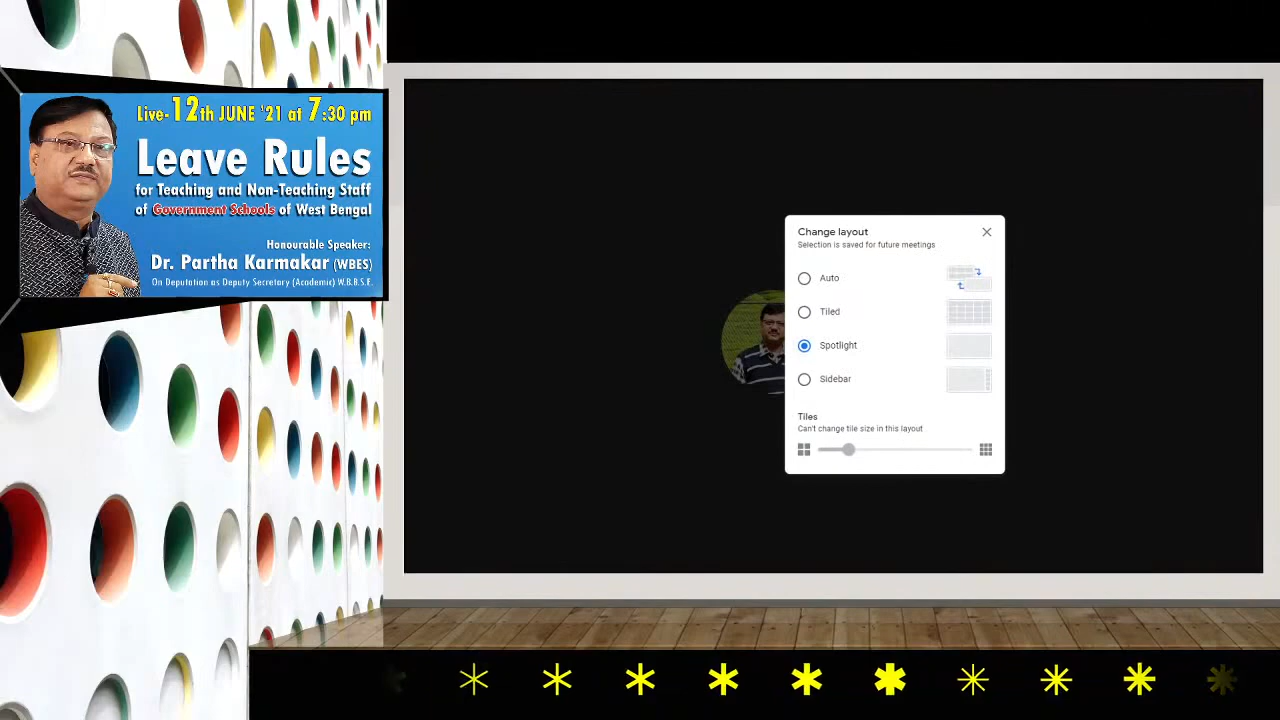 Live-12th JUNE '21 at 7:30 pm
Leave Rules
for Teaching and Non-Teaching Staff
of Government Schools of West Bengal
Honourable Speaker:
Dr. Partha Karmakar (WBES)
On Deputation as Deputy Secretary (Academic) W.B.B.S.E.
Change layout
Selection is saved for future meetings
Auto
Tiled
Spotlight
Sidebar
Tiles
Can't change tile size in this layout